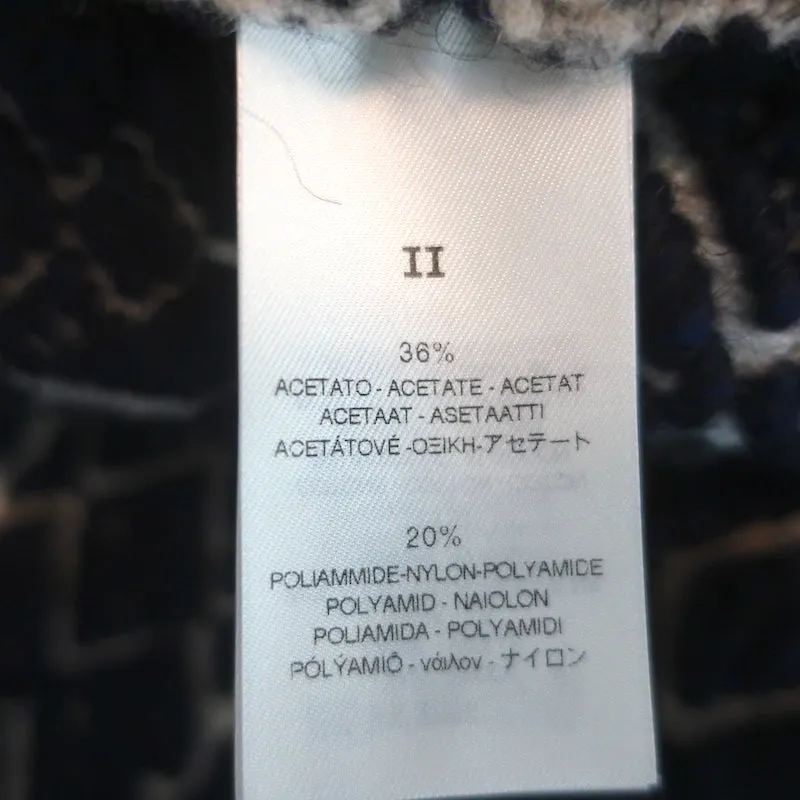 II
36%
ACETATO - ACETATE - ACETAT
ACETAAT - ASETAATTI
ACETÁTOVÉ -ΟΞΙΚΗ-アセテート
20%
POLIAMMIDE-NYLON-POLYAMIDE
POLYAMID - NAIOLON
POLIAMIDA - POLYAMIDI
PÓLÝAMIÔ - νάιλον - ナイロン